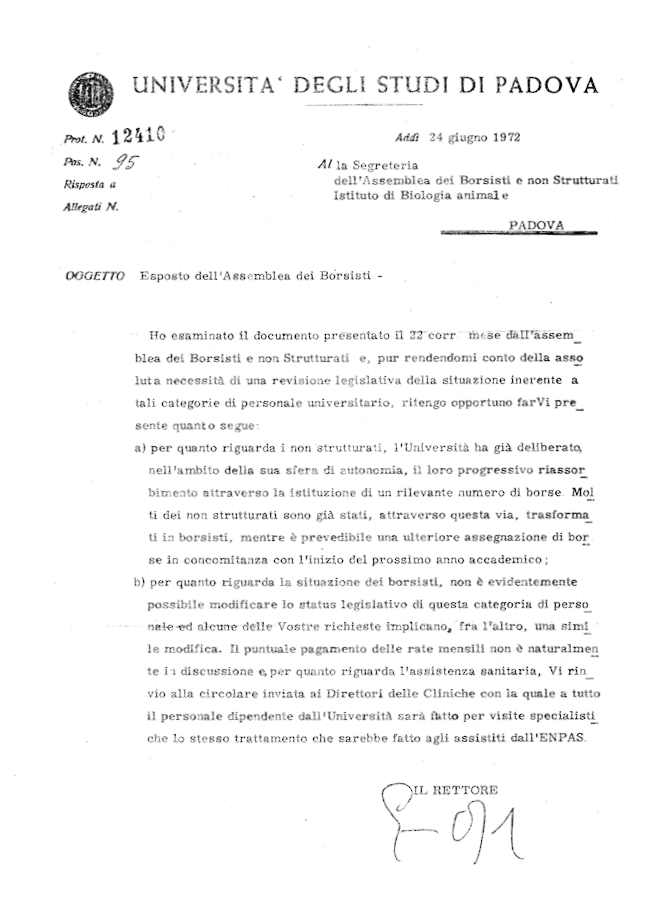 UNIVERSITA' DEGLI STUDI DI PADOVA
Prot. N. 12410
Addì 24 giugno 1972
Pos. N. 95
Al la Segreteria
Risposta a
dell'Assemblea dei Borsisti e non Strutturati
Allegati N.
Istituto di Biologia animale
PADOVA
OGGETTO Esposto dell'Assemblea dei Borsisti -
Ho esaminato il documento presentato il 22 corr. mese dall'assem_
blea dei Borsisti e non Strutturati e, pur rendendomi conto della asso_
luta necessità di una revisione legislativa della situazione inerente a
tali categorie di personale universitario, ritengo opportuno farVi pre_
sente quanto segue:
a) per quanto riguarda i non strutturati, l'Università ha già deliberato,
nell'ambito della sua sfera di autonomia, il loro progressivo riassor_
bimento attraverso la istituzione di un rilevante numero di borse. Mol_
ti dei non strutturati sono già stati, attraverso questa via, trasforma_
ti in borsisti, mentre è prevedibile una ulteriore assegnazione di bor_
se in concomitanza con l'inizio del prossimo anno accademico;
b) per quanto riguarda la situazione dei borsisti, non è evidentemente
possibile modificare lo status legislativo di questa categoria di perso_
nale ed alcune delle Vostre richieste implicano, fra l'altro, una simi_
le modifica. Il puntuale pagamento delle rate mensili non è naturalmen_
te in discussione e, per quanto riguarda l'assistenza sanitaria, Vi rin_
vio alla circolare inviata ai Direttori delle Cliniche con la quale a tutto
il personale dipendente dall'Università sarà fatto per visite specialisti_
che lo stesso trattamento che sarebbe fatto agli assistiti dall'ENPAS.
IL RETTORE